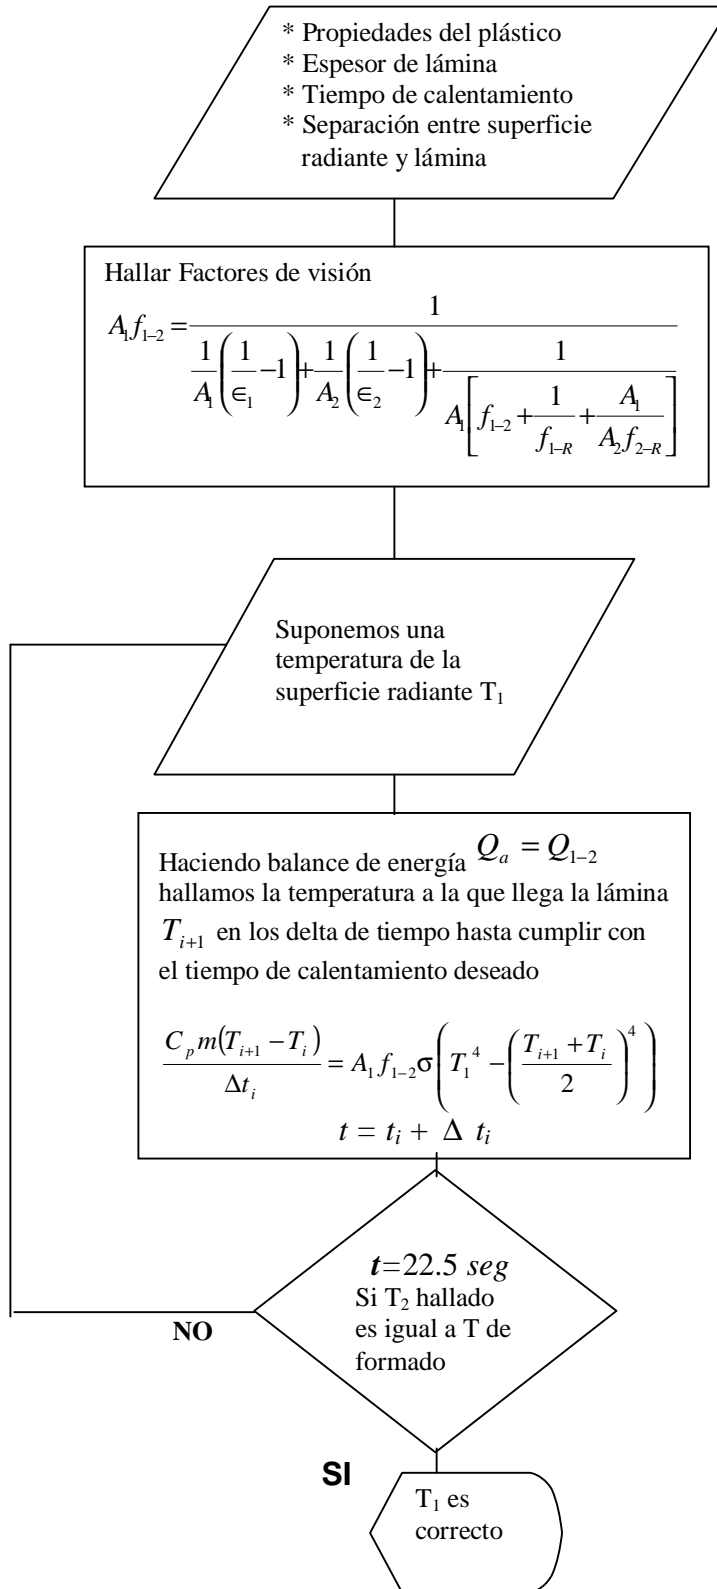 * Propiedades del plástico
* Espesor de lámina
* Tiempo de calentamiento
* Separación entre superficie
radiante y lámina
Hallar Factores de visión
A₁f₁₋₂ = 1 / ( 1/A₁ (1/∈₁ − 1) + 1/A₂ (1/∈₂ − 1) + 1 / ( A₁ [ f₁₋₂ + 1/f₁₋R + A₁/(A₂f₂₋R) ] ) )
Suponemos una
temperatura de la
superficie radiante T₁
Haciendo balance de energía Qₐ = Q₁₋₂
hallamos la temperatura a la que llega la lámina
Tᵢ₊₁ en los delta de tiempo hasta cumplir con
el tiempo de calentamiento deseado
Cₚ m(Tᵢ₊₁ − Tᵢ) / Δtᵢ = A₁ f₁₋₂ σ ( T₁⁴ − ( (Tᵢ₊₁ + Tᵢ) / 2 )⁴ )
t = tᵢ + Δ tᵢ
t=22.5 seg
Si T₂ hallado
es igual a T de
formado
NO
SI
T₁ es
correcto